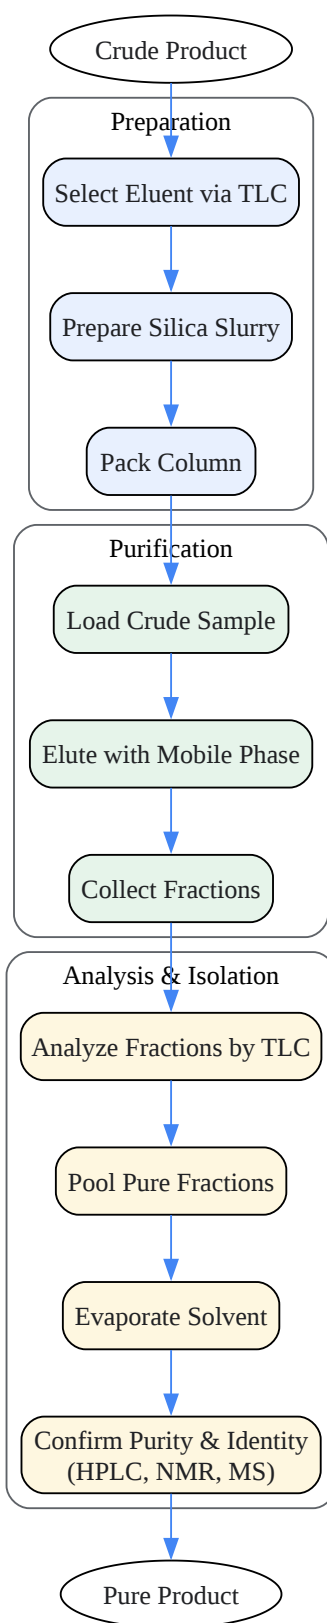 Crude Product
Preparation
Select Eluent via TLC
Prepare Silica Slurry
Pack Column
Purification
Load Crude Sample
Elute with Mobile Phase
Collect Fractions
Analysis & Isolation
Analyze Fractions by TLC
Pool Pure Fractions
Evaporate Solvent
Confirm Purity & Identity
(HPLC, NMR, MS)
Pure Product